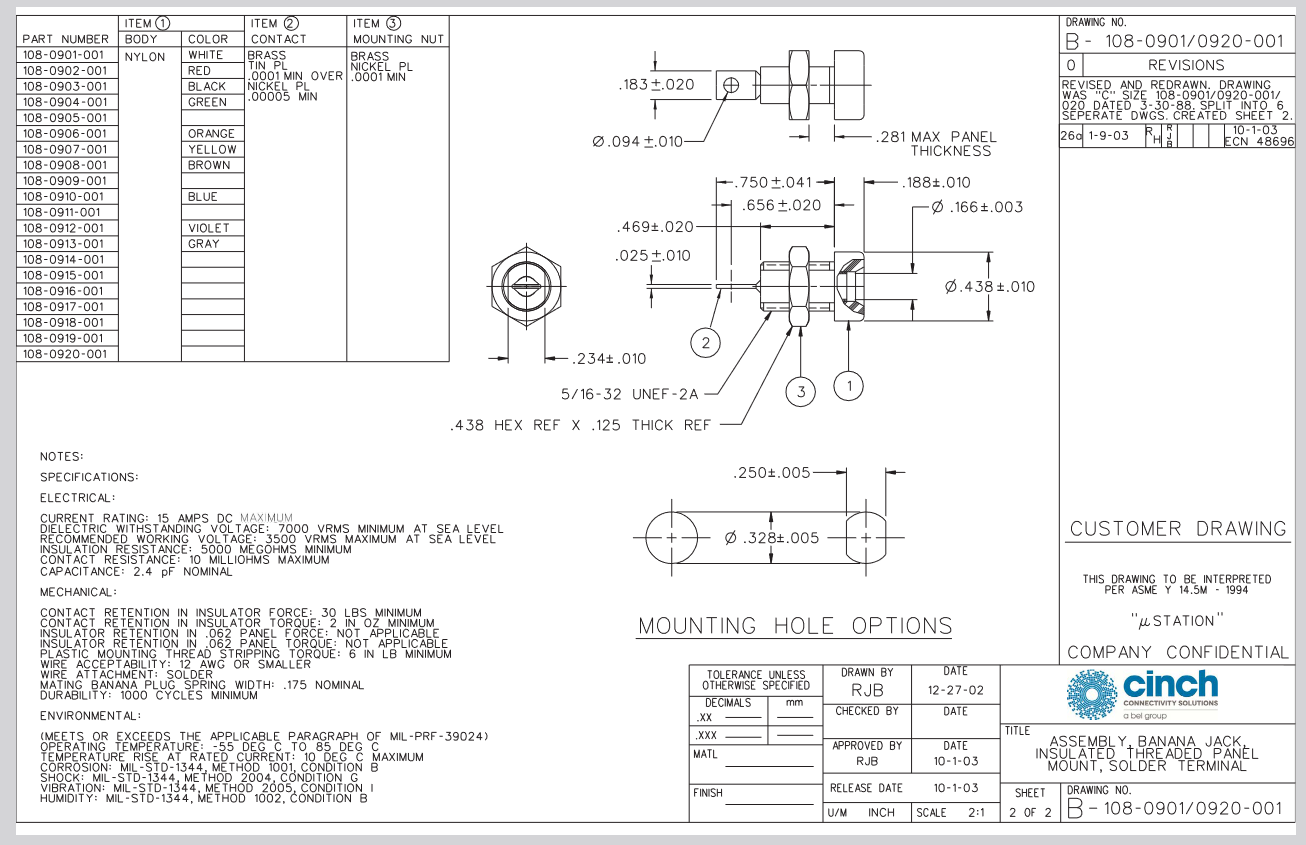 ITEM 1 ITEM 2 ITEM 3
PART NUMBER BODY COLOR CONTACT MOUNTING NUT
108-0901-001 NYLON WHITE BRASS BRASS
108-0902-001 RED TIN PL NICKEL PL
.0001 MIN OVER .0001 MIN
108-0903-001 BLACK NICKEL PL
108-0904-001 GREEN .00005 MIN
108-0905-001
108-0906-001 ORANGE
108-0907-001 YELLOW
108-0908-001 BROWN
108-0909-001
108-0910-001 BLUE
108-0911-001
108-0912-001 VIOLET
108-0913-001 GRAY
108-0914-001
108-0915-001
108-0916-001
108-0917-001
108-0918-001
108-0919-001
108-0920-001
DRAWING NO.
B - 108-0901/0920-001
0 REVISIONS
REVISED AND REDRAWN. DRAWING
WAS "C" SIZE 108-0901/0920-001/
020 DATED 3-30-88. SPLIT INTO 6
SEPERATE DWGS. CREATED SHEET 2.
26a 1-9-03 RH RJB 10-1-03
ECN 48696
.183±.020
Ø.094±.010
.281 MAX PANEL
THICKNESS
.750±.041 .188±.010
.656±.020 Ø .166±.003
.469±.020
.025±.010
Ø.438±.010
2
.234±.010
3 1
5/16-32 UNEF-2A
.438 HEX REF X .125 THICK REF
.250±.005
Ø .328±.005
MOUNTING HOLE OPTIONS
NOTES:
SPECIFICATIONS:
ELECTRICAL:
CURRENT RATING: 15 AMPS DC MAXIMUM
DIELECTRIC WITHSTANDING VOLTAGE: 7000 VRMS MINIMUM AT SEA LEVEL
RECOMMENDED WORKING VOLTAGE: 3500 VRMS MAXIMUM AT SEA LEVEL
INSULATION RESISTANCE: 5000 MEGOHMS MINIMUM
CONTACT RESISTANCE: 10 MILLIOHMS MAXIMUM
CAPACITANCE: 2.4 pF NOMINAL
MECHANICAL:
CONTACT RETENTION IN INSULATOR FORCE: 30 LBS MINIMUM
CONTACT RETENTION IN INSULATOR TORQUE: 2 IN OZ MINIMUM
INSULATOR RETENTION IN .062 PANEL FORCE: NOT APPLICABLE
INSULATOR RETENTION IN .062 PANEL TORQUE: NOT APPLICABLE
PLASTIC MOUNTING THREAD STRIPPING TORQUE: 6 IN LB MINIMUM
WIRE ACCEPTABILITY: 12 AWG OR SMALLER
WIRE ATTACHMENT: SOLDER
MATING BANANA PLUG SPRING WIDTH: .175 NOMINAL
DURABILITY: 1000 CYCLES MINIMUM
ENVIRONMENTAL:
(MEETS OR EXCEEDS THE APPLICABLE PARAGRAPH OF MIL-PRF-39024)
OPERATING TEMPERATURE: -55 DEG C TO 85 DEG C
TEMPERATURE RISE AT RATED CURRENT: 10 DEG C MAXIMUM
CORROSION: MIL-STD-1344, METHOD 1001, CONDITION B
SHOCK: MIL-STD-1344, METHOD 2004, CONDITION G
VIBRATION: MIL-STD-1344, METHOD 2005, CONDITION I
HUMIDITY: MIL-STD-1344, METHOD 1002, CONDITION B
CUSTOMER DRAWING
THIS DRAWING TO BE INTERPRETED
PER ASME Y 14.5M - 1994
"µSTATION"
COMPANY CONFIDENTIAL
TOLERANCE UNLESS
OTHERWISE SPECIFIED
DECIMALS mm
.XX
.XXX
MATL
FINISH
DRAWN BY DATE
RJB 12-27-02
CHECKED BY DATE
APPROVED BY DATE
RJB 10-1-03
RELEASE DATE 10-1-03
U/M INCH SCALE 2:1
cinch
CONNECTIVITY SOLUTIONS
a bel group
TITLE
ASSEMBLY, BANANA JACK,
INSULATED THREADED PANEL
MOUNT, SOLDER TERMINAL
SHEET
2 OF 2
DRAWING NO.
B - 108-0901/0920-001